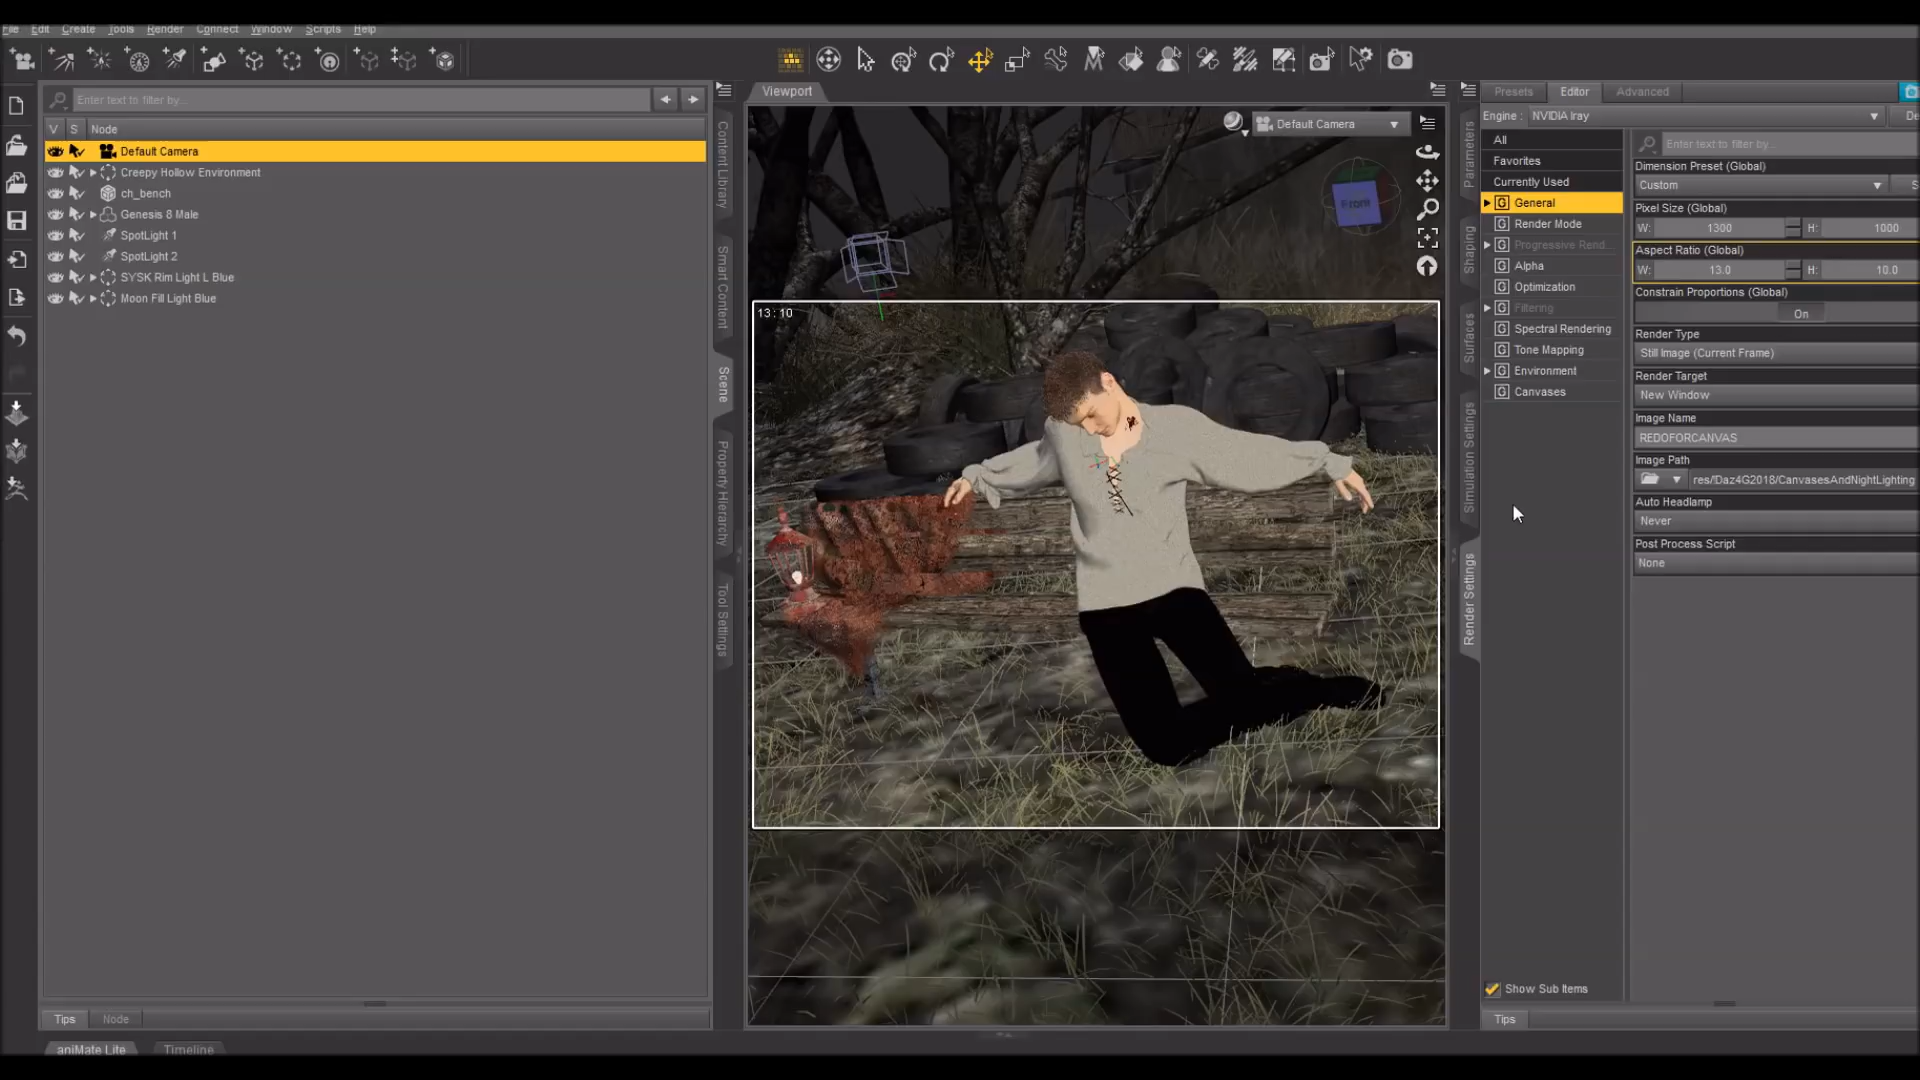 File Edit Create Tools Render Connect Window Scripts Help
Enter text to filter by...
V S Node
Default Camera
Creepy Hollow Environment
ch_bench
Genesis 8 Male
SpotLight 1
SpotLight 2
SYSK Rim Light L Blue
Moon Fill Light Blue
Tips Node
aniMate Lite Timeline
Content Library
Smart Content
Scene
Property Hierarchy
Tool Settings
Viewport
Default Camera
Front
13 : 10
Parameters
Shaping
Surfaces
Simulation Settings
Render Settings
Presets Editor Advanced
Engine : NVIDIA Iray
All
Favorites
Currently Used
General
Render Mode
Progressive Rend...
Alpha
Optimization
Filtering
Spectral Rendering
Tone Mapping
Environment
Canvases
Show Sub Items
Tips
Enter text to filter by...
Dimension Preset (Global)
Custom
Pixel Size (Global)
W: 1300 H: 1000
Aspect Ratio (Global)
W: 13.0 H: 10.0
Constrain Proportions (Global)
On
Render Type
Still Image (Current Frame)
Render Target
New Window
Image Name
REDOFORCANVAS
Image Path
res/Daz4G2018/CanvasesAndNightLighting
Auto Headlamp
Never
Post Process Script
None